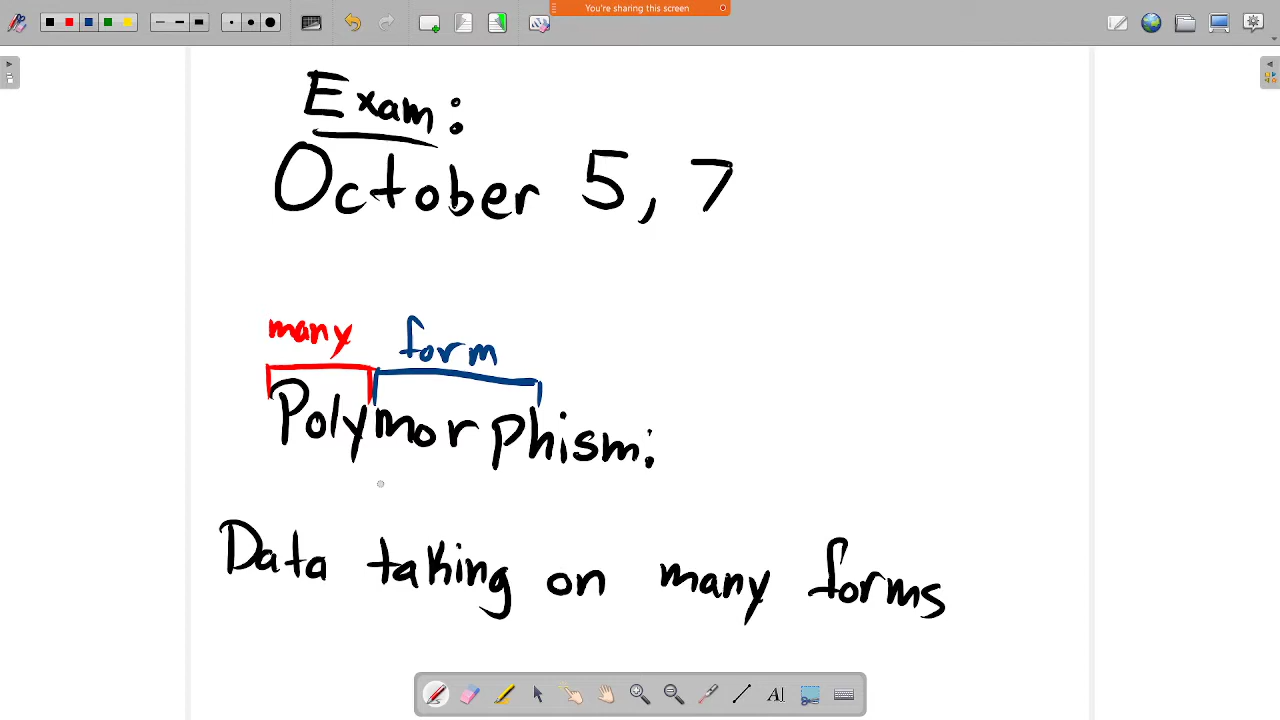 You're sharing this screen
Exam:
October 5, 7
many form
Polymorphism:
Data taking on many forms